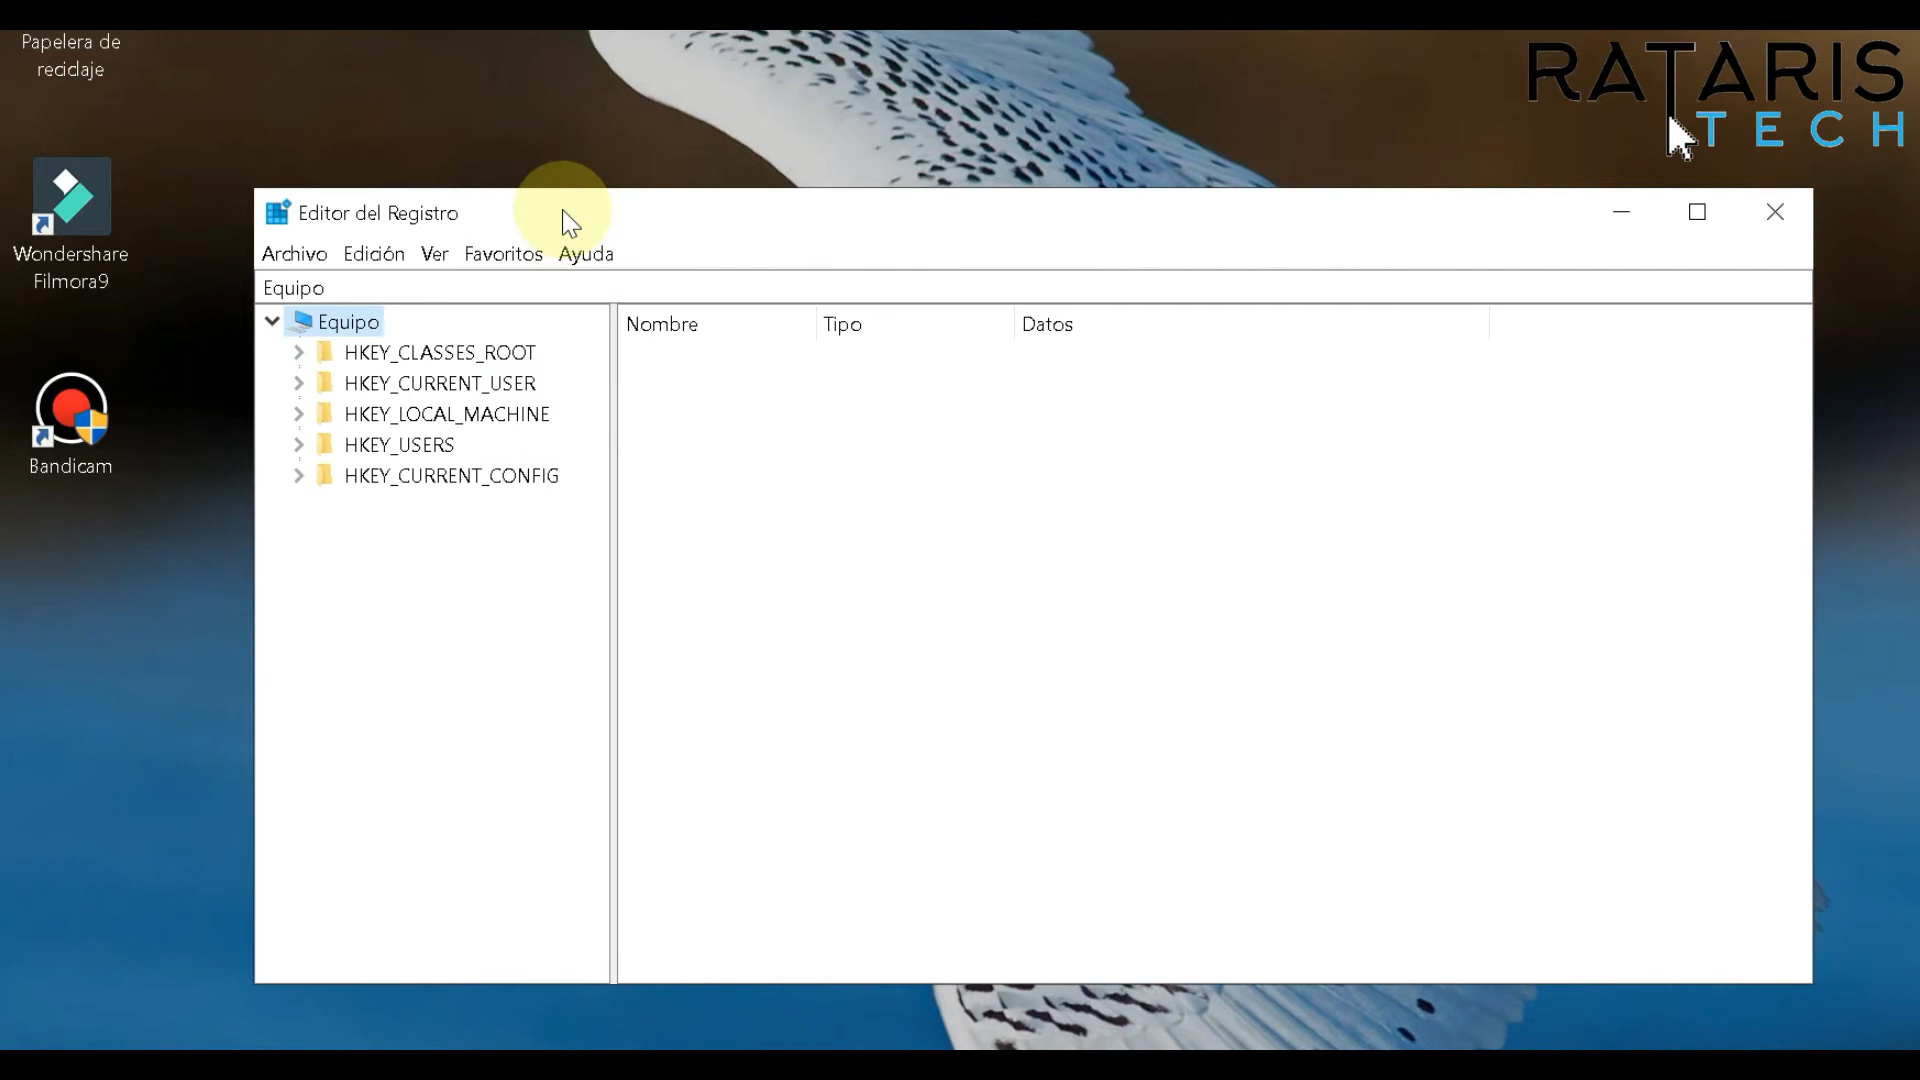 Papelera de
reciclaje
RATARIS
TECH
Wondershare
Filmora9
Bandicam
Editor del Registro
Archivo Edición Ver Favoritos Ayuda
Equipo
Equipo
HKEY_CLASSES_ROOT
HKEY_CURRENT_USER
HKEY_LOCAL_MACHINE
HKEY_USERS
HKEY_CURRENT_CONFIG
Nombre Tipo Datos